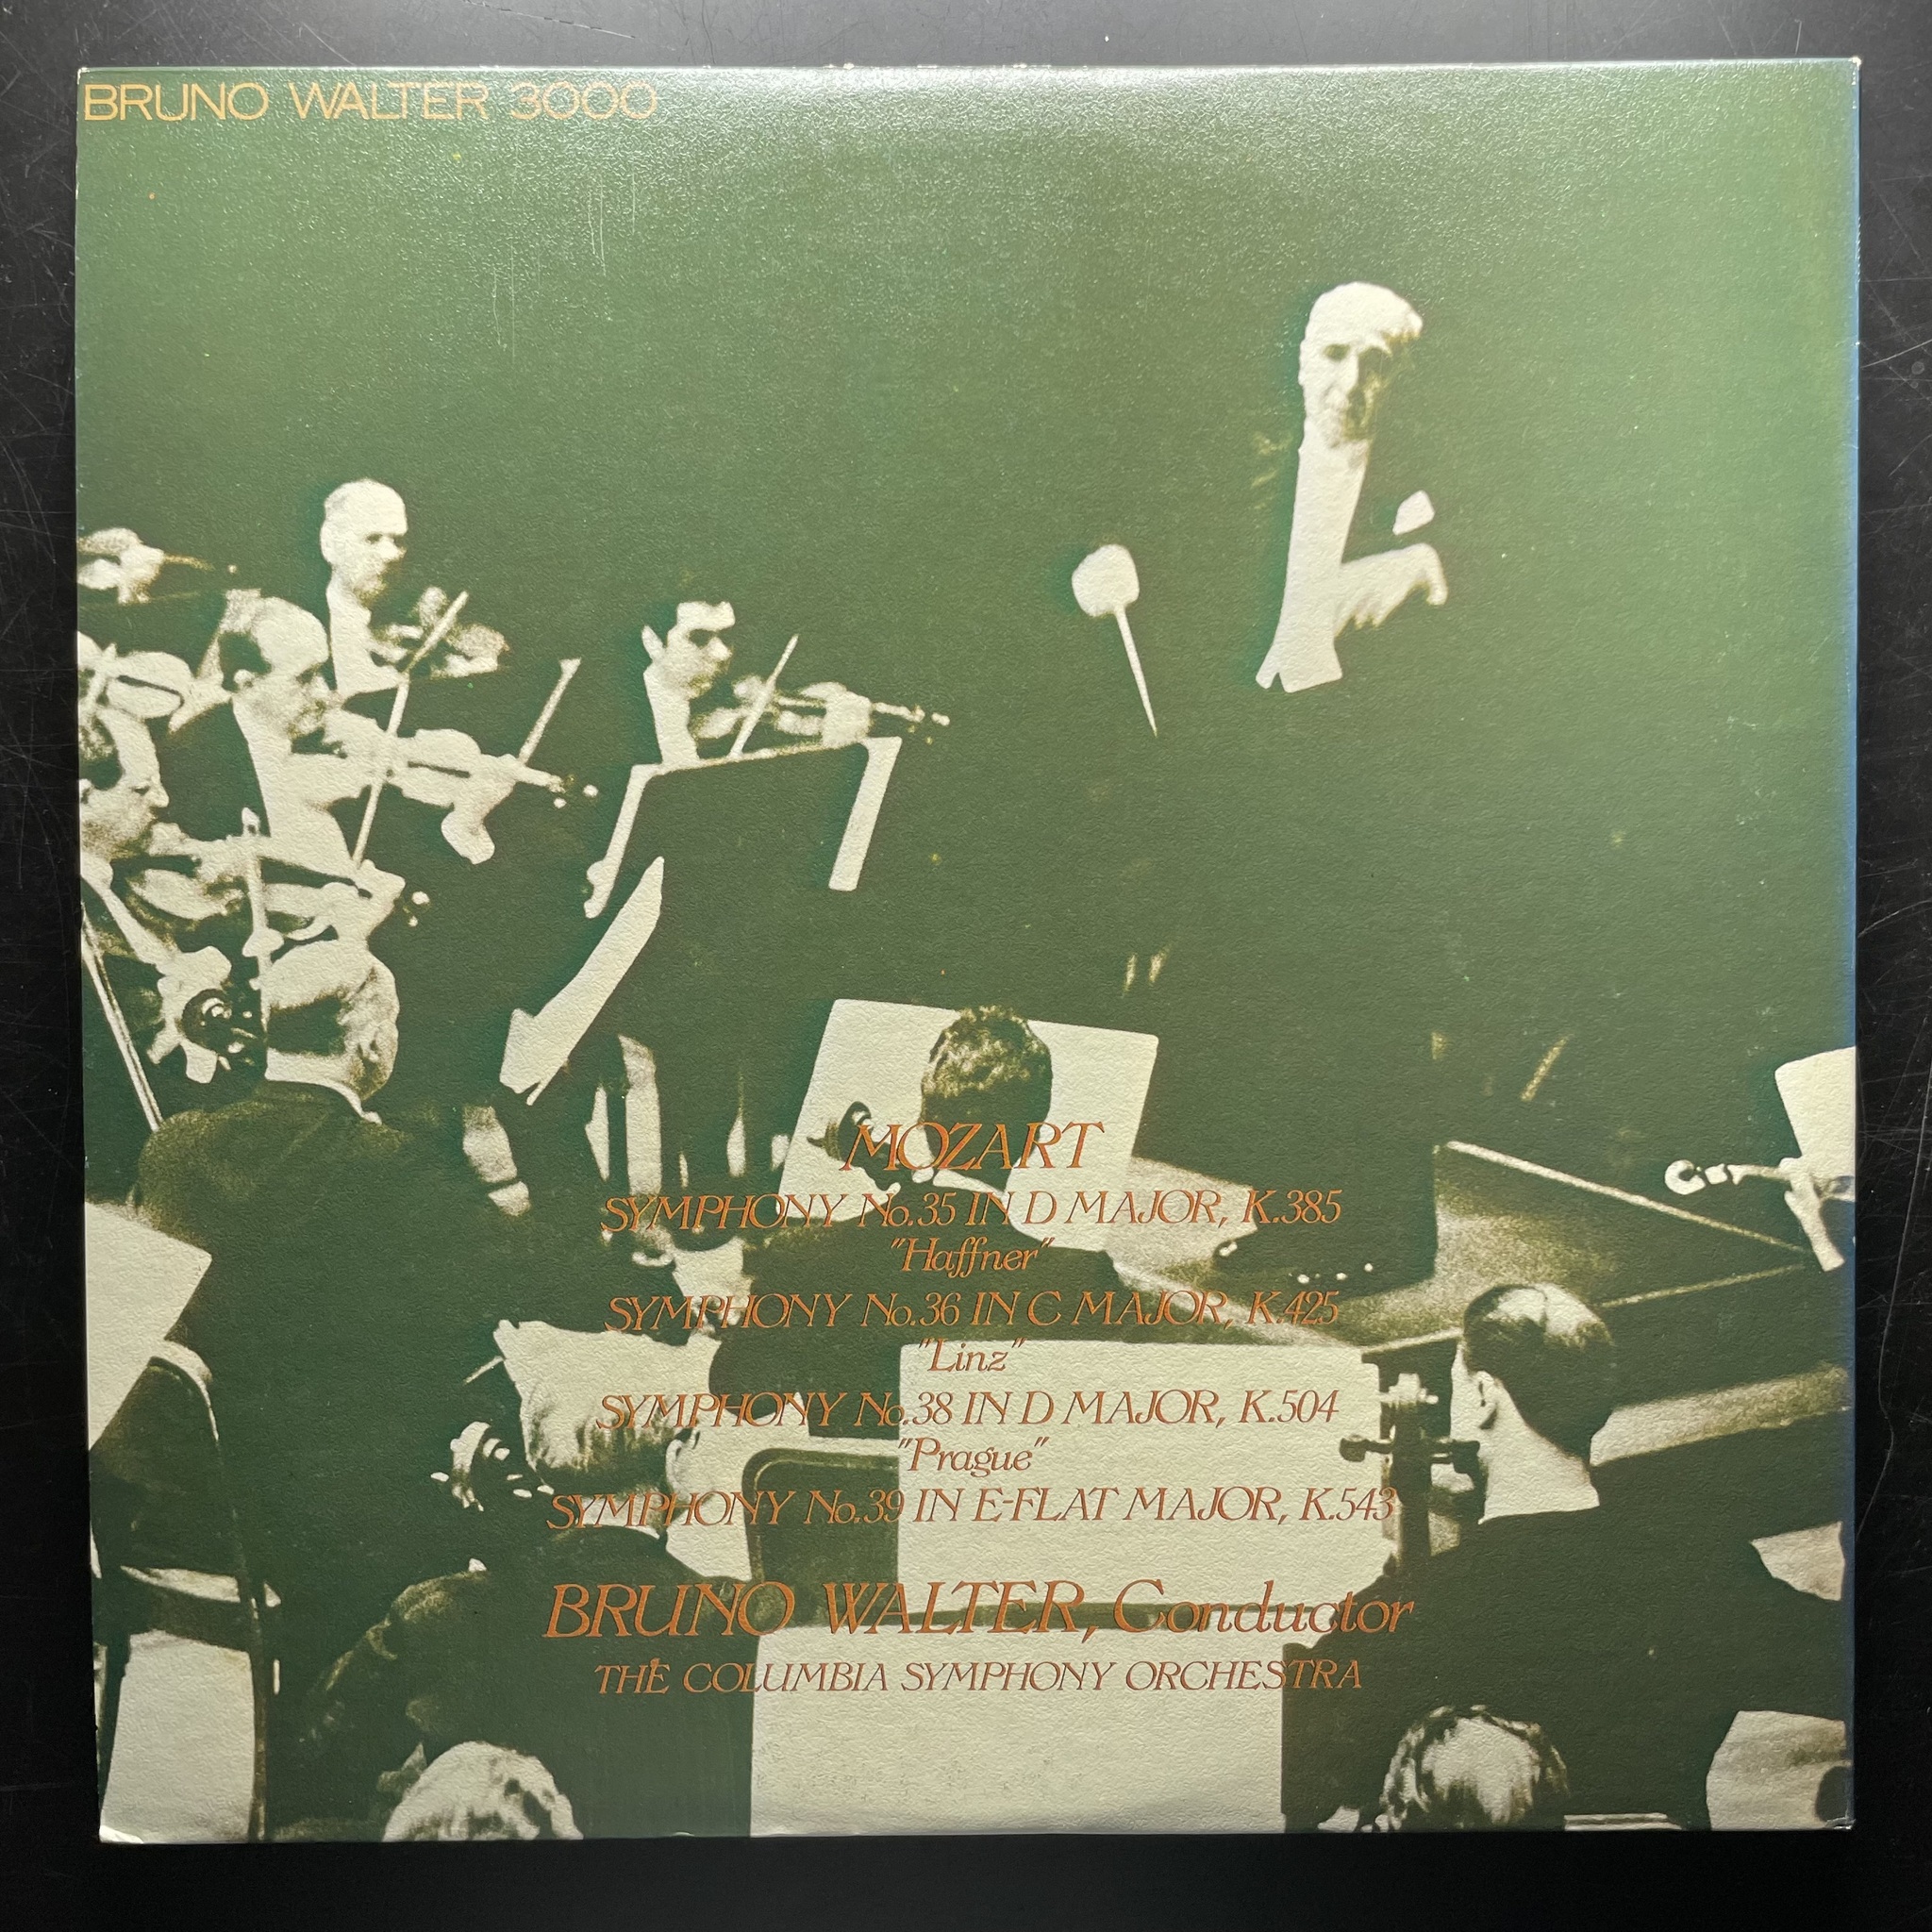 BRUNO WALTER 3000
MOZART
SYMPHONY No.35 IN D MAJOR, K.385
"Haffner"
SYMPHONY No.36 IN C MAJOR, K.425
"Linz"
SYMPHONY No.38 IN D MAJOR, K.504
"Prague"
SYMPHONY No.39 IN E-FLAT MAJOR, K.543
BRUNO WALTER, Conductor
THE COLUMBIA SYMPHONY ORCHESTRA